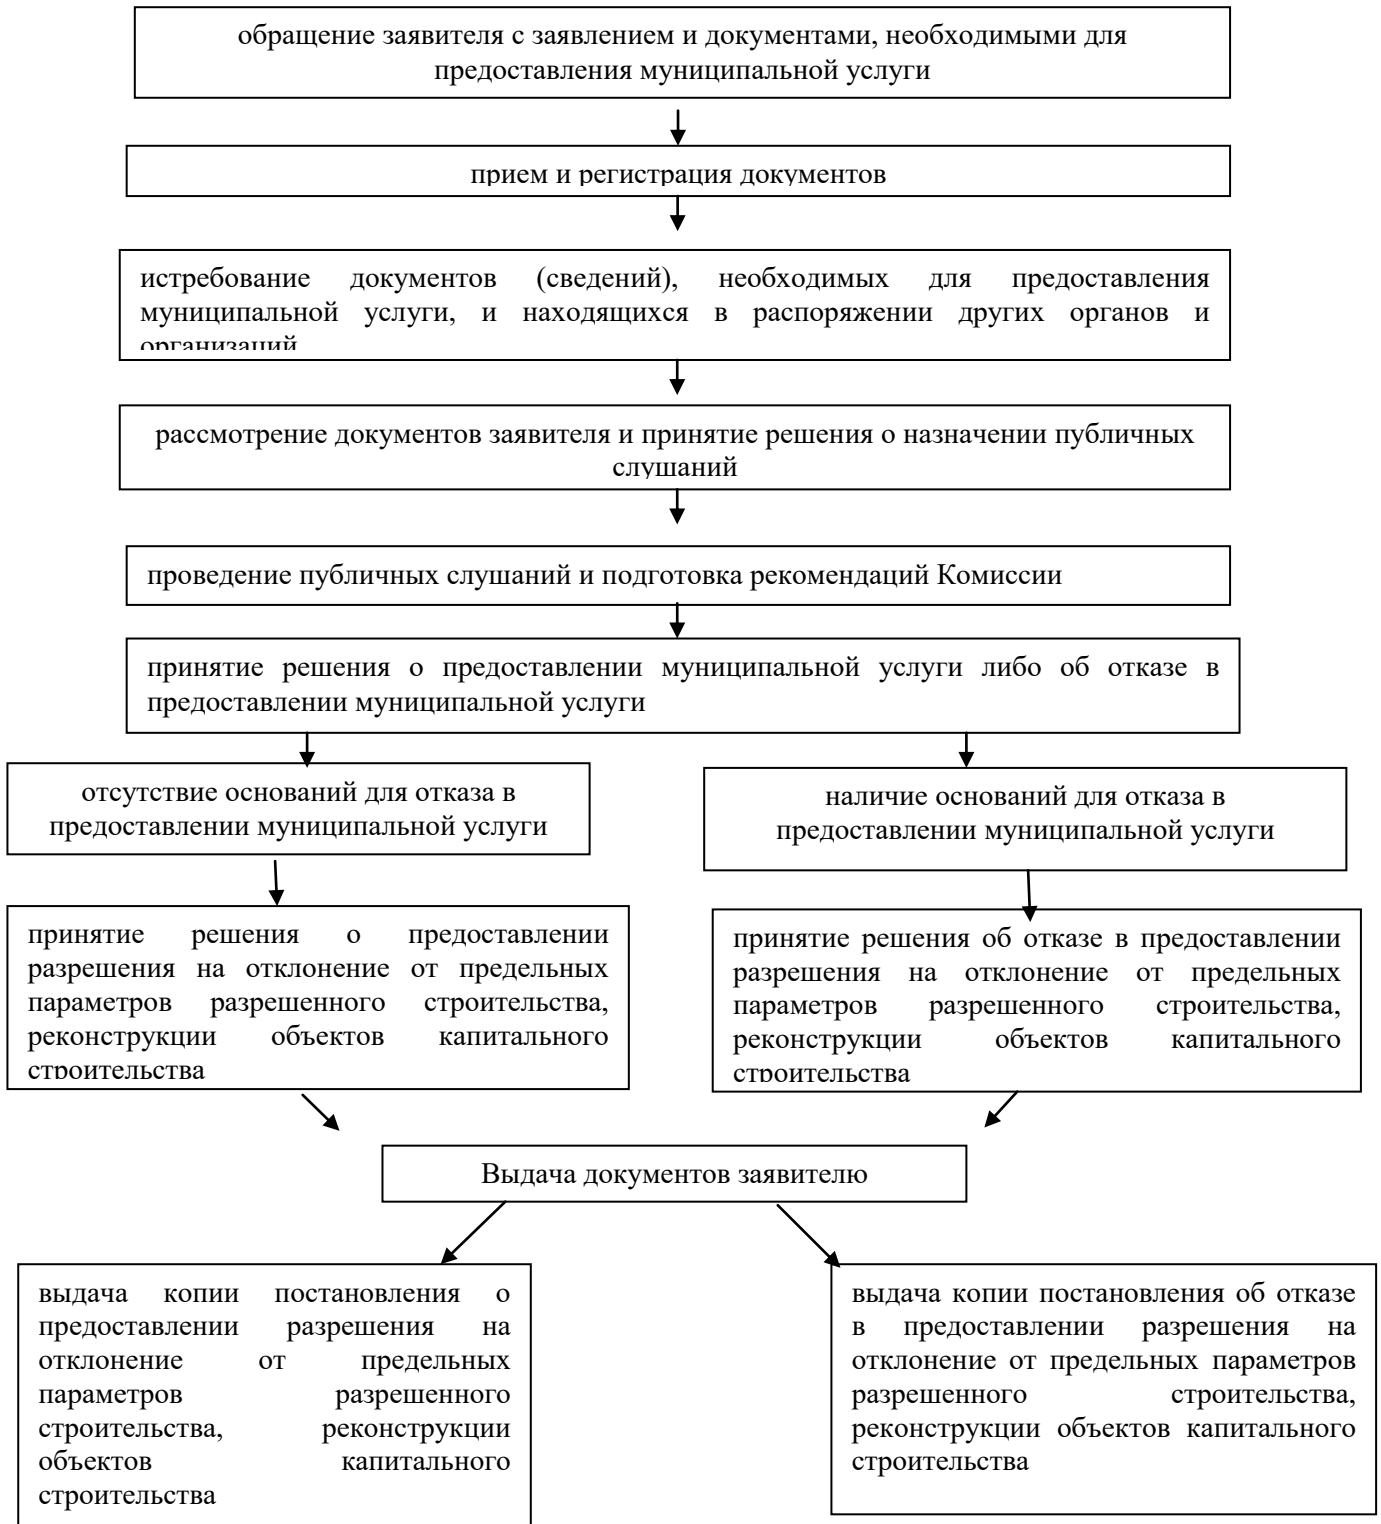 обращение заявителя с заявлением и документами, необходимыми для
предоставления муниципальной услуги
прием и регистрация документов
истребование документов (сведений), необходимых для предоставления
муниципальной услуги, и находящихся в распоряжении других органов и
организаций
рассмотрение документов заявителя и принятие решения о назначении публичных
слушаний
проведение публичных слушаний и подготовка рекомендаций Комиссии
принятие решения о предоставлении муниципальной услуги либо об отказе в
предоставлении муниципальной услуги
отсутствие оснований для отказа в
предоставлении муниципальной услуги
наличие оснований для отказа в
предоставлении муниципальной услуги
принятие решения о предоставлении
разрешения на отклонение от предельных
параметров разрешенного строительства,
реконструкции объектов капитального
строительства
принятие решения об отказе в предоставлении
разрешения на отклонение от предельных
параметров разрешенного строительства,
реконструкции объектов капитального
строительства
Выдача документов заявителю
выдача копии постановления о
предоставлении разрешения на
отклонение от предельных
параметров разрешенного
строительства, реконструкции
объектов капитального
строительства
выдача копии постановления об отказе
в предоставлении разрешения на
отклонение от предельных параметров
разрешенного строительства,
реконструкции объектов капитального
строительства